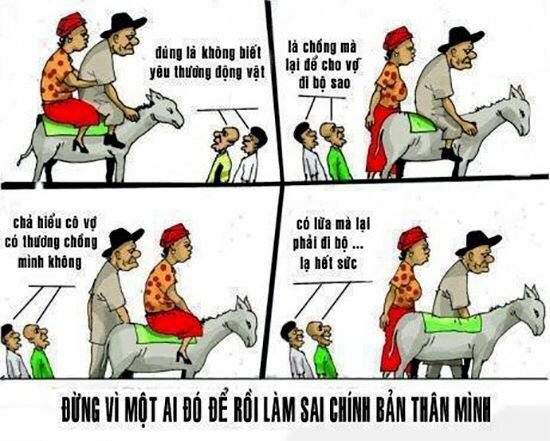 đúng là không biết
yêu thương động vật
là chồng mà
lại để cho vợ
đi bộ sao
chả hiểu cô vợ
có thương chồng
mình không
có lừa mà lại
phải đi bộ ...
lạ hết sức
ĐỪNG VÌ MỘT AI ĐÓ ĐỂ RỒI LÀM SAI CHÍNH BẢN THÂN MÌNH